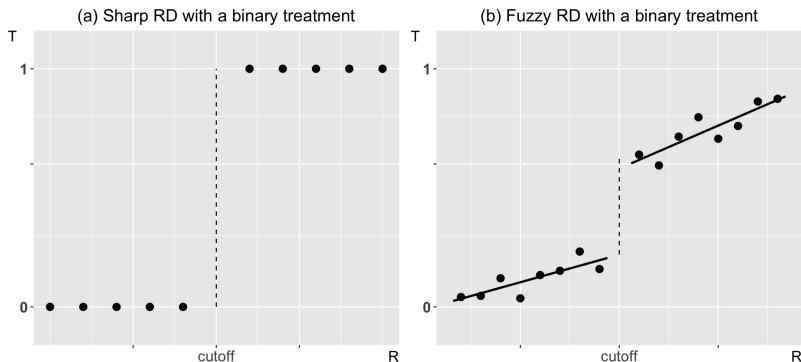 (a) Sharp RD with a binary treatment
T
1
0
cutoff
R
(b) Fuzzy RD with a binary treatment
T
1
0
cutoff
R